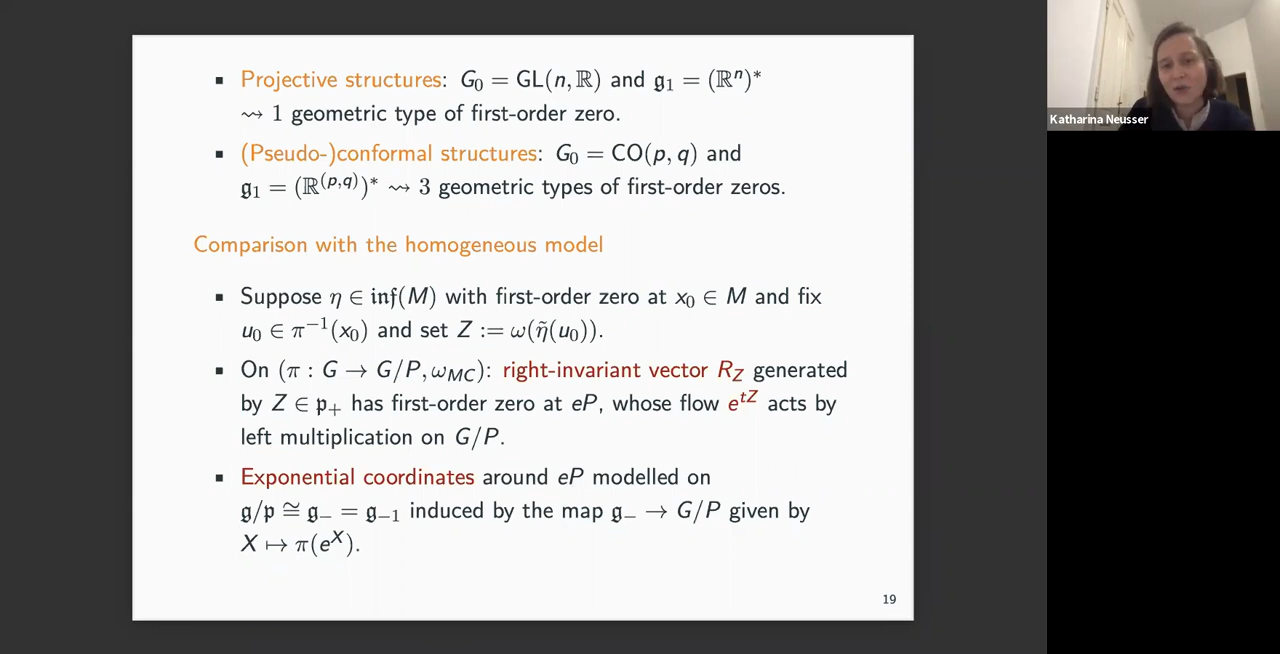 ▪ Projective structures: G₀ = GL(n, ℝ) and 𝔤₁ = (ℝⁿ)*
⇝ 1 geometric type of first-order zero.
▪ (Pseudo-)conformal structures: G₀ = CO(p, q) and
𝔤₁ = (ℝ^(p,q))* ⇝ 3 geometric types of first-order zeros.
Comparison with the homogeneous model
▪ Suppose η ∈ 𝔦𝔫𝔣(M) with first-order zero at x₀ ∈ M and fix
u₀ ∈ π⁻¹(x₀) and set Z := ω(η̃(u₀)).
▪ On (π : G → G/P, ω_MC): right-invariant vector R_Z generated
by Z ∈ 𝔭₊ has first-order zero at eP, whose flow e^tZ acts by
left multiplication on G/P.
▪ Exponential coordinates around eP modelled on
𝔤/𝔭 ≅ 𝔤₋ = 𝔤₋₁ induced by the map 𝔤₋ → G/P given by
X ↦ π(e^X).
19
Katharina Neusser